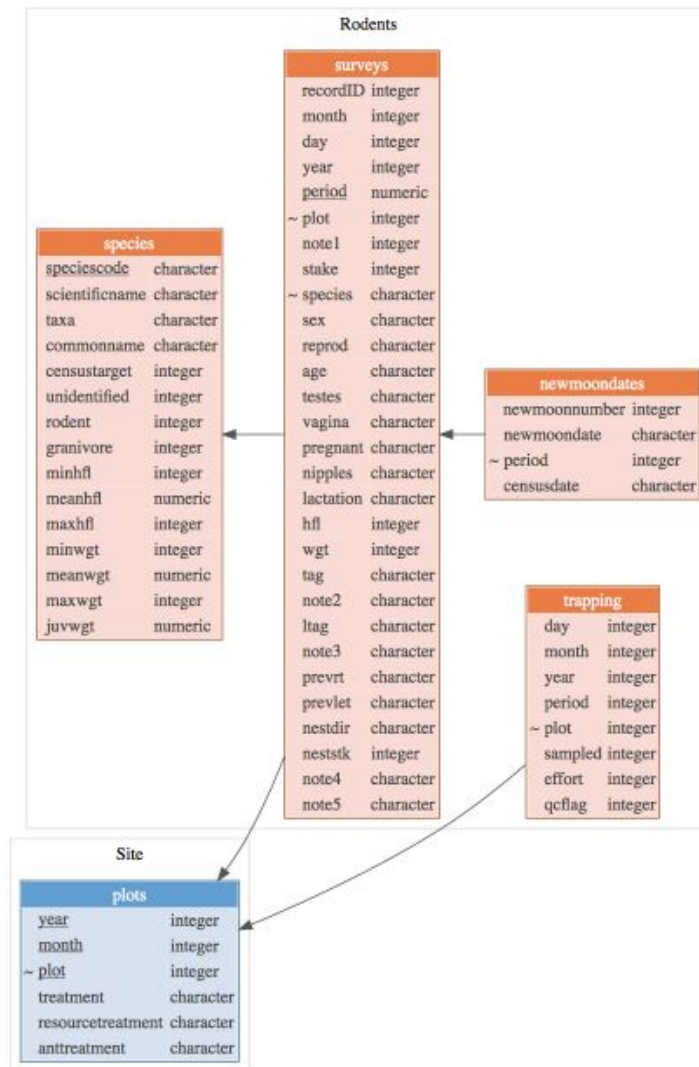 Rodents
surveys
recordID integer
month integer
day integer
year integer
period numeric
~ plot integer
note1 integer
stake integer
~ species character
sex character
reprod character
age character
testes character
vagina character
pregnant character
nipples character
lactation character
hfl integer
wgt integer
tag character
note2 character
ltag character
note3 character
prevrt character
prevlet character
nestdir character
neststk integer
note4 character
note5 character
species
speciescode character
scientificname character
taxa character
commonname character
censustarget integer
unidentified integer
rodent integer
granivore integer
minhfl integer
meanhfl numeric
maxhfl integer
minwgt integer
meanwgt numeric
maxwgt integer
juvwgt numeric
newmoondates
newmoonnumber integer
newmoondate character
~ period integer
censusdate character
trapping
day integer
month integer
year integer
period integer
~ plot integer
sampled integer
effort integer
qcflag integer
Site
plots
year integer
month integer
~ plot integer
treatment character
resourcetreatment character
anttreatment character